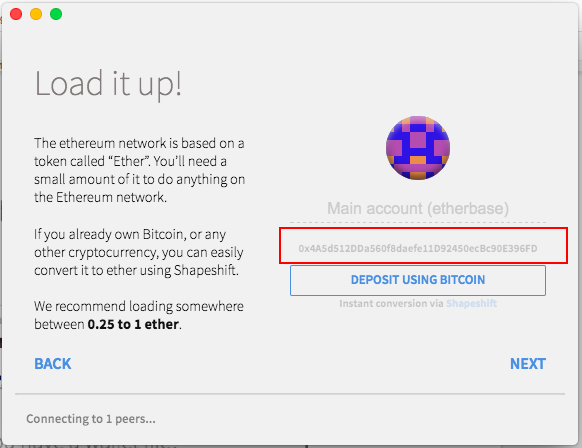 Load it up!
The ethereum network is based on a
token called “Ether”. You’ll need a
small amount of it to do anything on
the Ethereum network.
If you already own Bitcoin, or any
other cryptocurrency, you can easily
convert it to ether using Shapeshift.
We recommend loading somewhere
between 0.25 to 1 ether.
Main account (etherbase)
0x4A5d512DDa560f8daefe11D92450ecBc90E396FD
DEPOSIT USING BITCOIN
Instant conversion via Shapeshift
BACK
NEXT
Connecting to 1 peers...